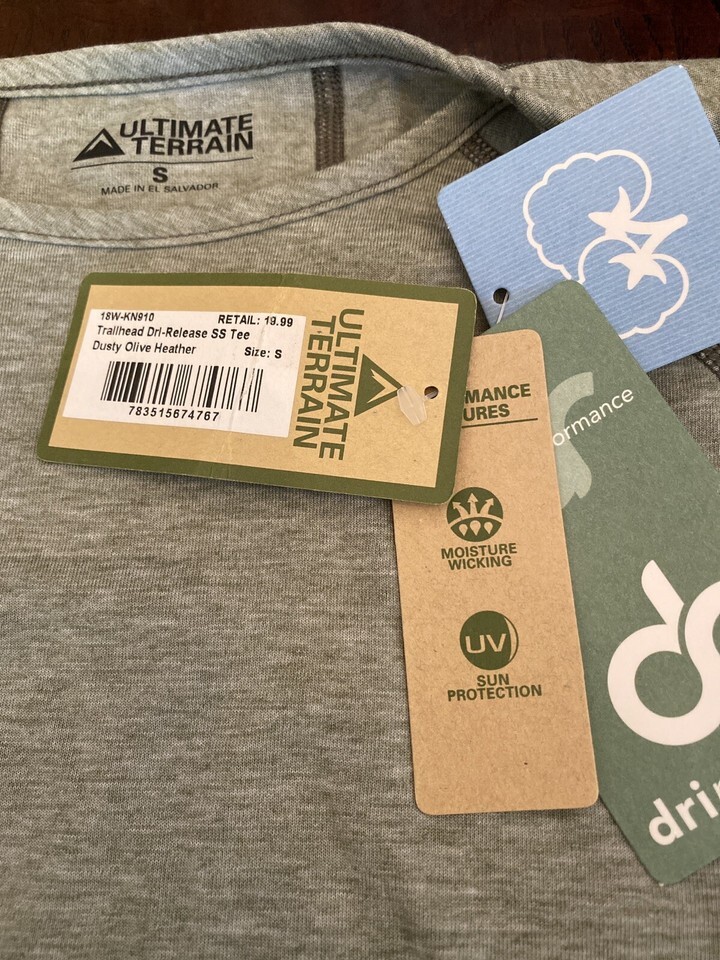 ULTIMATE
TERRAIN
S
MADE IN EL SALVADOR
18W-KN910 RETAIL: 19.99
Trailhead Dri-Release SS Tee
Dusty Olive Heather Size: S
783515674767
ULTIMATE
TERRAIN
MANCE
URES
MOISTURE
WICKING
UV
SUN
PROTECTION
ormance
dri